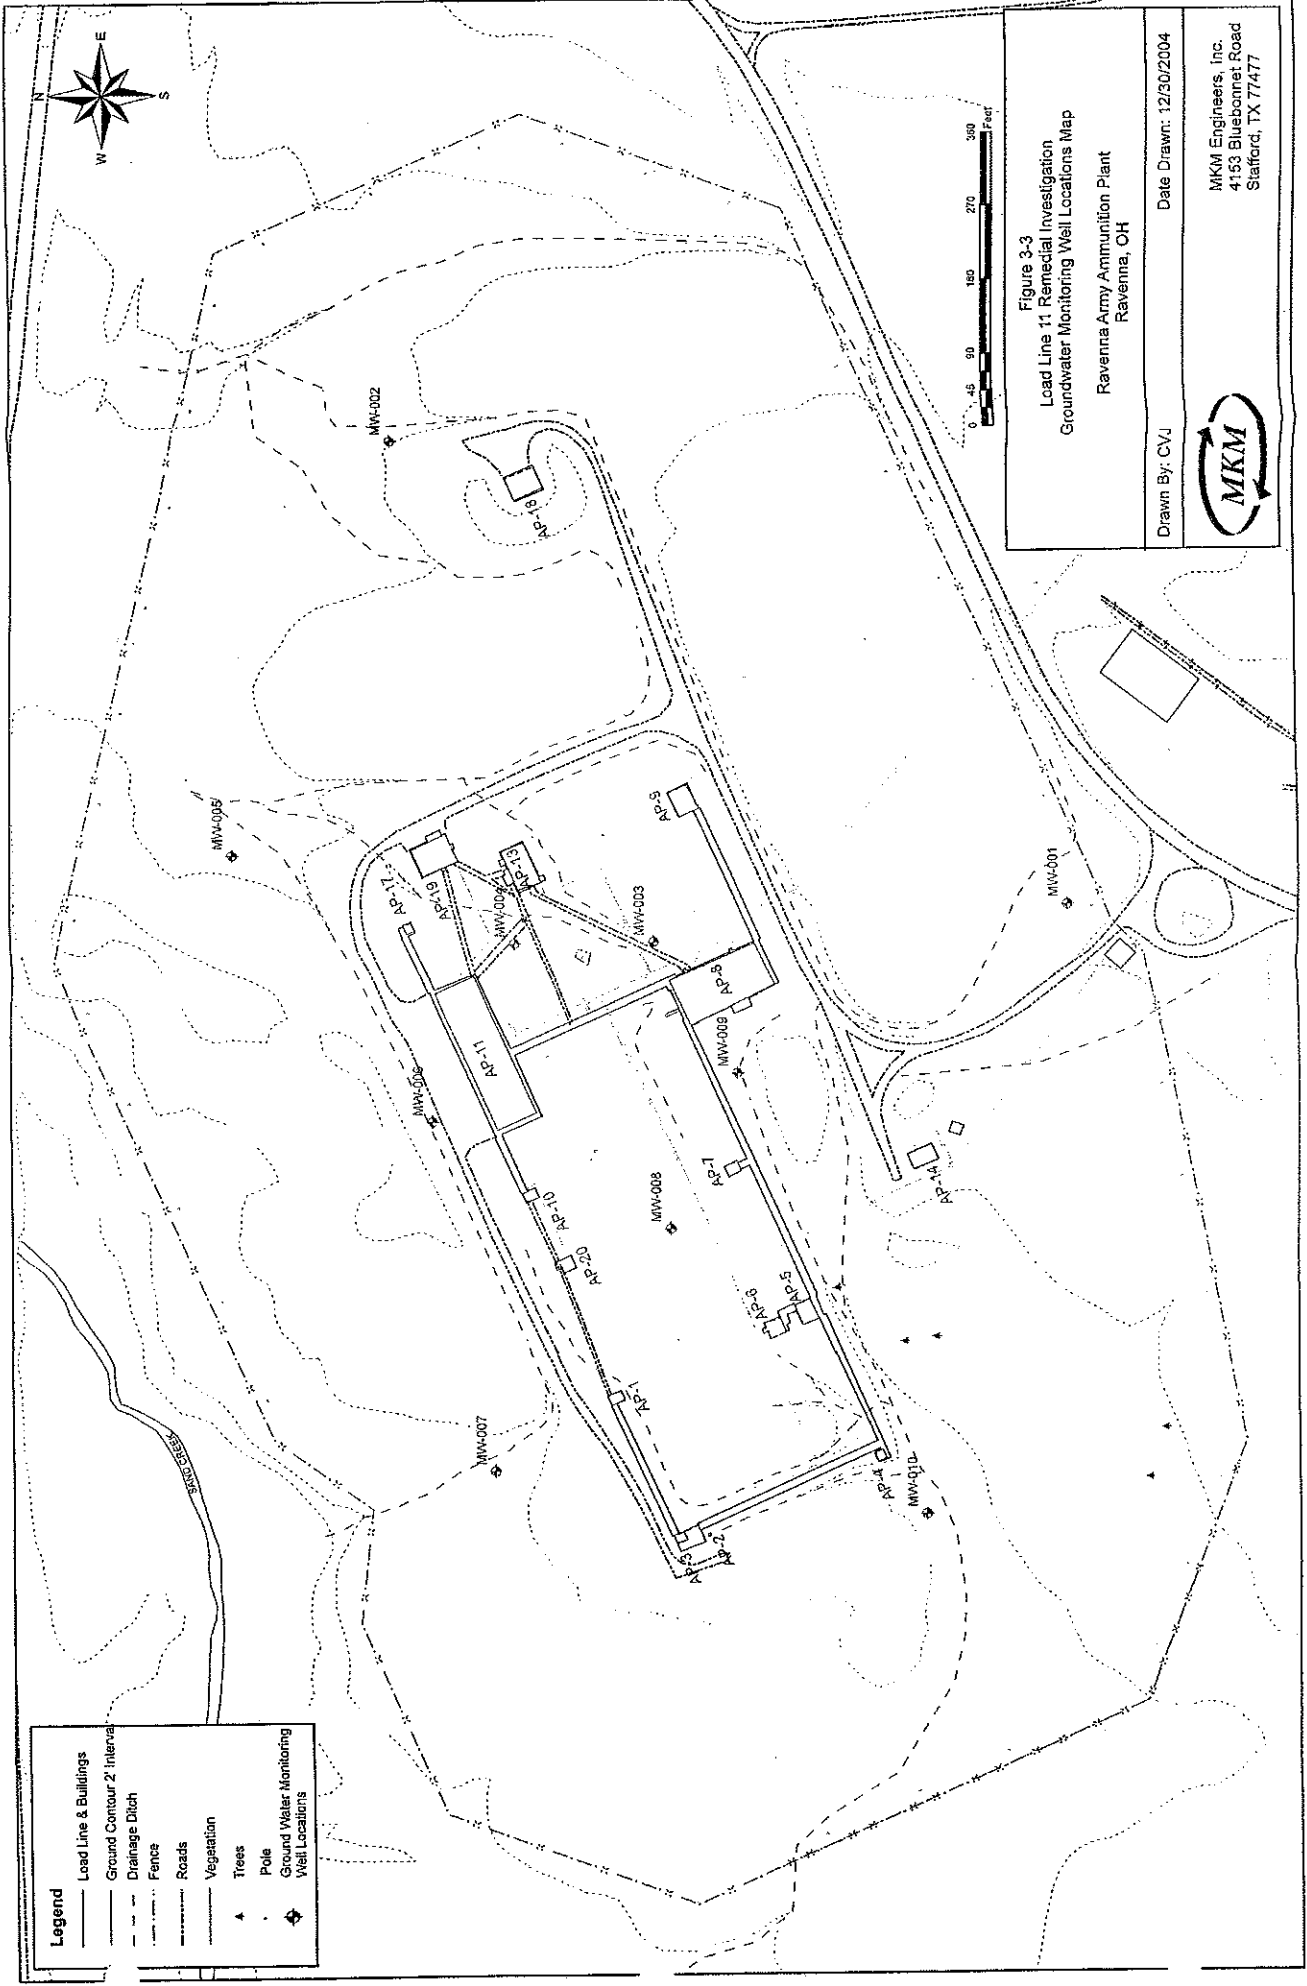 Legend
Load Line & Buildings
Ground Contour 2' Interval
Drainage Ditch
Fence
Roads
Vegetation
Trees
Pole
Ground Water Monitoring
Well Locations
SAND CREEK
N
E
S
W
MW-005
MW-002
MW-006
MW-007
MW-004
MW-003
MW-009
MW-008
MW-010
MW-001
AP-17
AP-19
AP-13
AP-18
AP-11
AP-10
AP-20
AP-1
AP-3
AP-2
AP-4
AP-6
AP-5
AP-7
AP-8
AP-9
AP-14
0 45 90 180 270 360
Feet
Figure 3-3
Load Line 11 Remedial Investigation
Groundwater Monitoring Well Locations Map
Ravenna Army Ammunition Plant
Ravenna, OH
Drawn By: CVJ
Date Drawn: 12/30/2004
MKM
MKM Engineers, Inc.
4153 Bluebonnet Road
Stafford, TX 77477